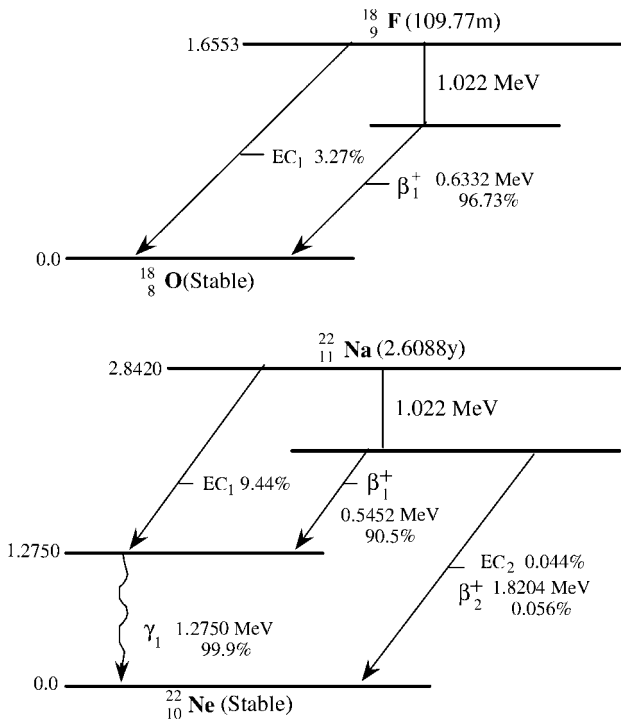 18 9 F (109.77m)
1.6553
1.022 MeV
EC1 3.27%
β1+ 0.6332 MeV
96.73%
0.0
18 8 O(Stable)
22 11 Na (2.6088y)
2.8420
1.022 MeV
EC1 9.44%
β1+
0.5452 MeV
90.5%
1.2750
EC2 0.044%
β2+ 1.8204 MeV
0.056%
γ1 1.2750 MeV
99.9%
0.0
22 10 Ne (Stable)